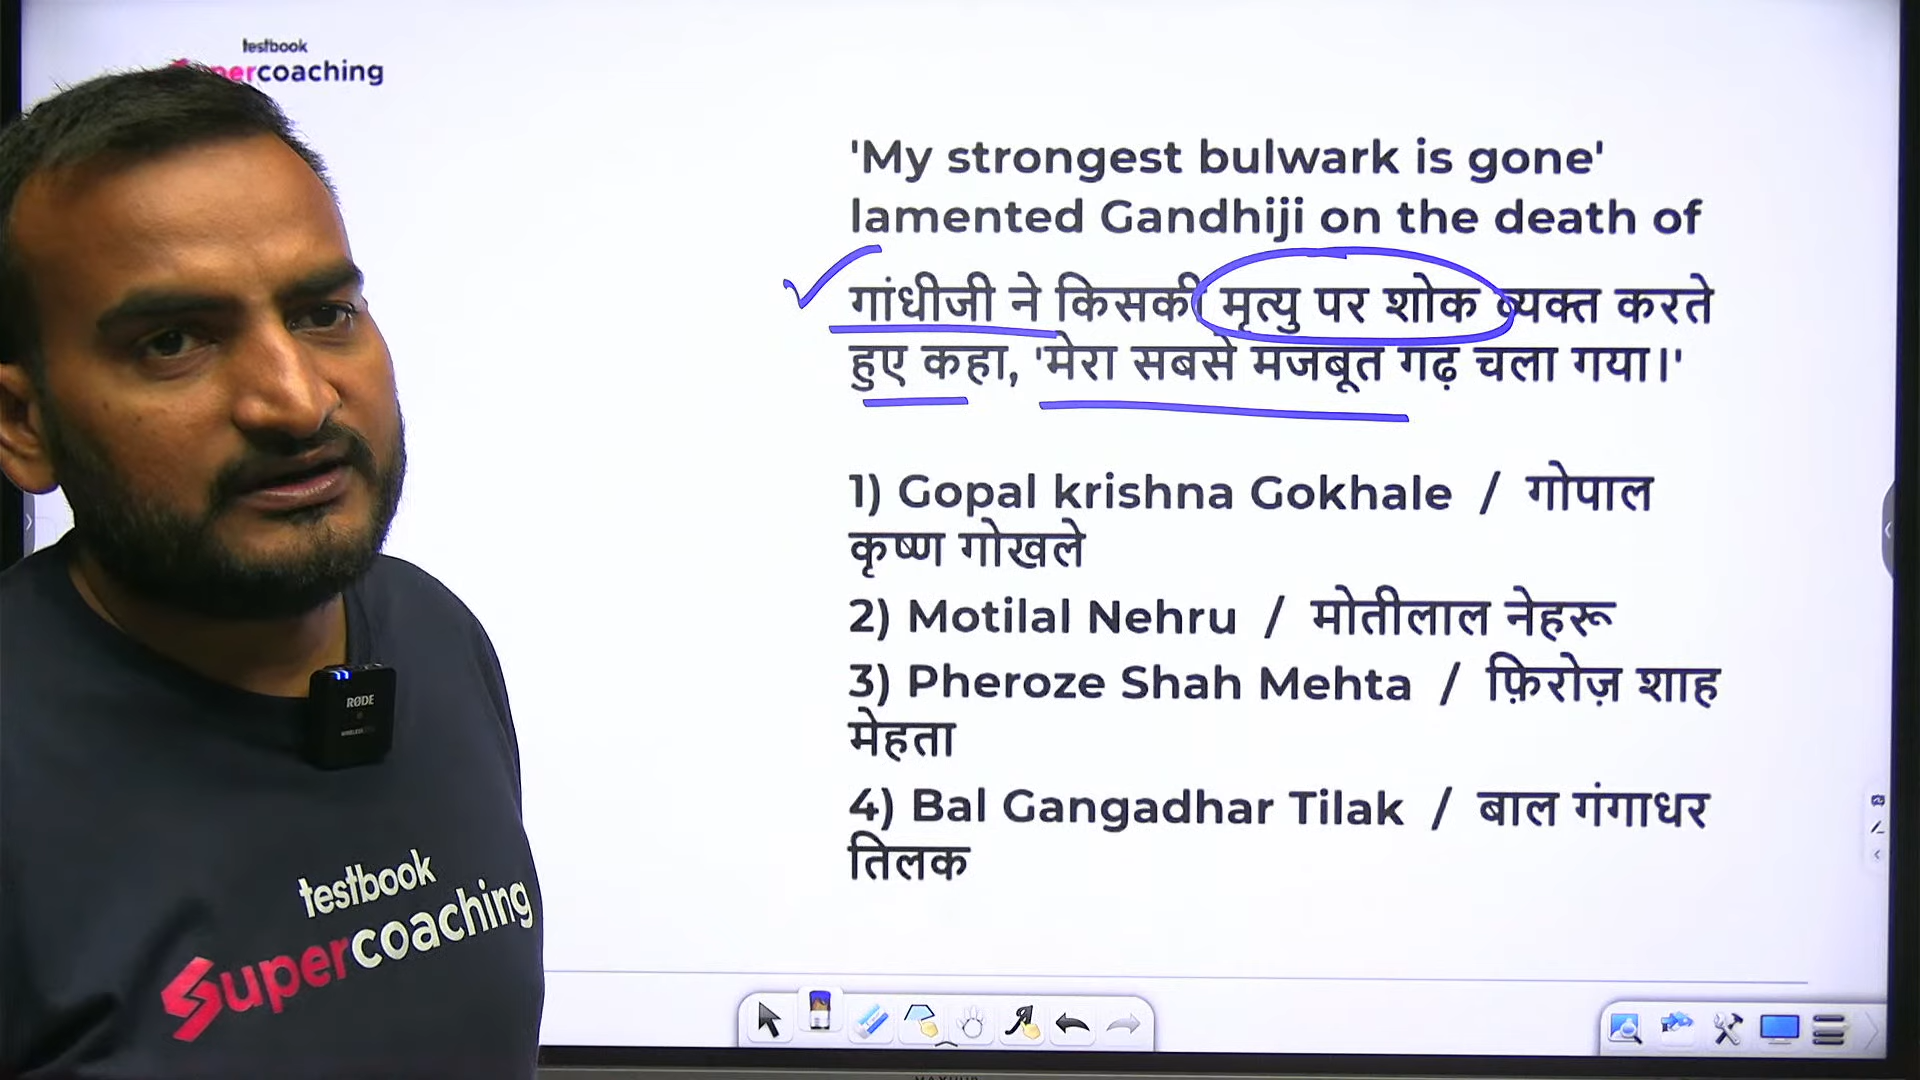 testbook
Supercoaching
'My strongest bulwark is gone'
lamented Gandhiji on the death of
गांधीजी ने किसकी मृत्यु पर शोक व्यक्त करते
हुए कहा, 'मेरा सबसे मजबूत गढ़ चला गया।'
1) Gopal krishna Gokhale / गोपाल
कृष्ण गोखले
2) Motilal Nehru / मोतीलाल नेहरू
3) Pheroze Shah Mehta / फ़िरोज़ शाह
मेहता
4) Bal Gangadhar Tilak / बाल गंगाधर
तिलक
RØDE
testbook
Supercoaching